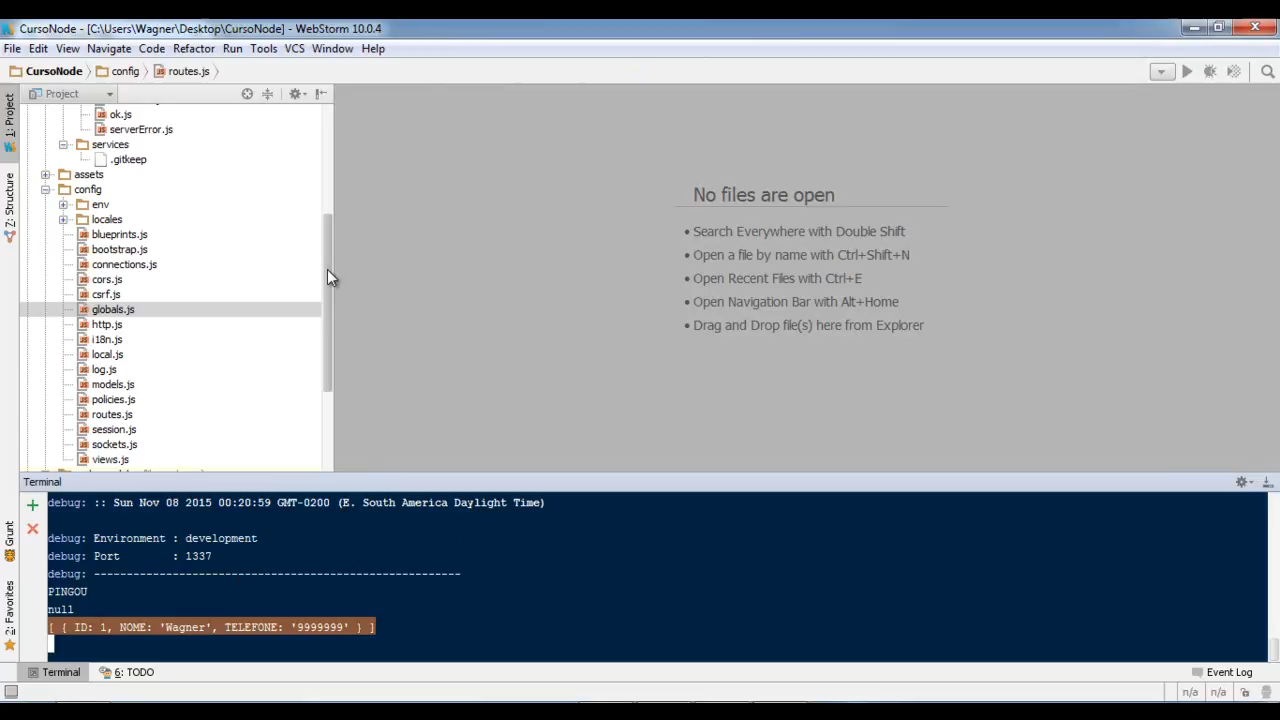 CursoNode - [C:\Users\Wagner\Desktop\CursoNode] - WebStorm 10.0.4
File Edit View Navigate Code Refactor Run Tools VCS Window Help
CursoNode config routes.js
1: Project
7: Structure
Grunt
2: Favorites
Project
ok.js
serverError.js
services
.gitkeep
assets
config
env
locales
blueprints.js
bootstrap.js
connections.js
cors.js
csrf.js
globals.js
http.js
i18n.js
local.js
log.js
models.js
policies.js
routes.js
session.js
sockets.js
views.js
No files are open
• Search Everywhere with Double Shift
• Open a file by name with Ctrl+Shift+N
• Open Recent Files with Ctrl+E
• Open Navigation Bar with Alt+Home
• Drag and Drop file(s) here from Explorer
Terminal
debug: :: Sun Nov 08 2015 00:20:59 GMT-0200 (E. South America Daylight Time)
debug: Environment : development
debug: Port : 1337
debug: -------------------------------------------------------
PINGOU
null
[ { ID: 1, NOME: 'Wagner', TELEFONE: '9999999' } ]
Terminal 6: TODO Event Log
n/a n/a